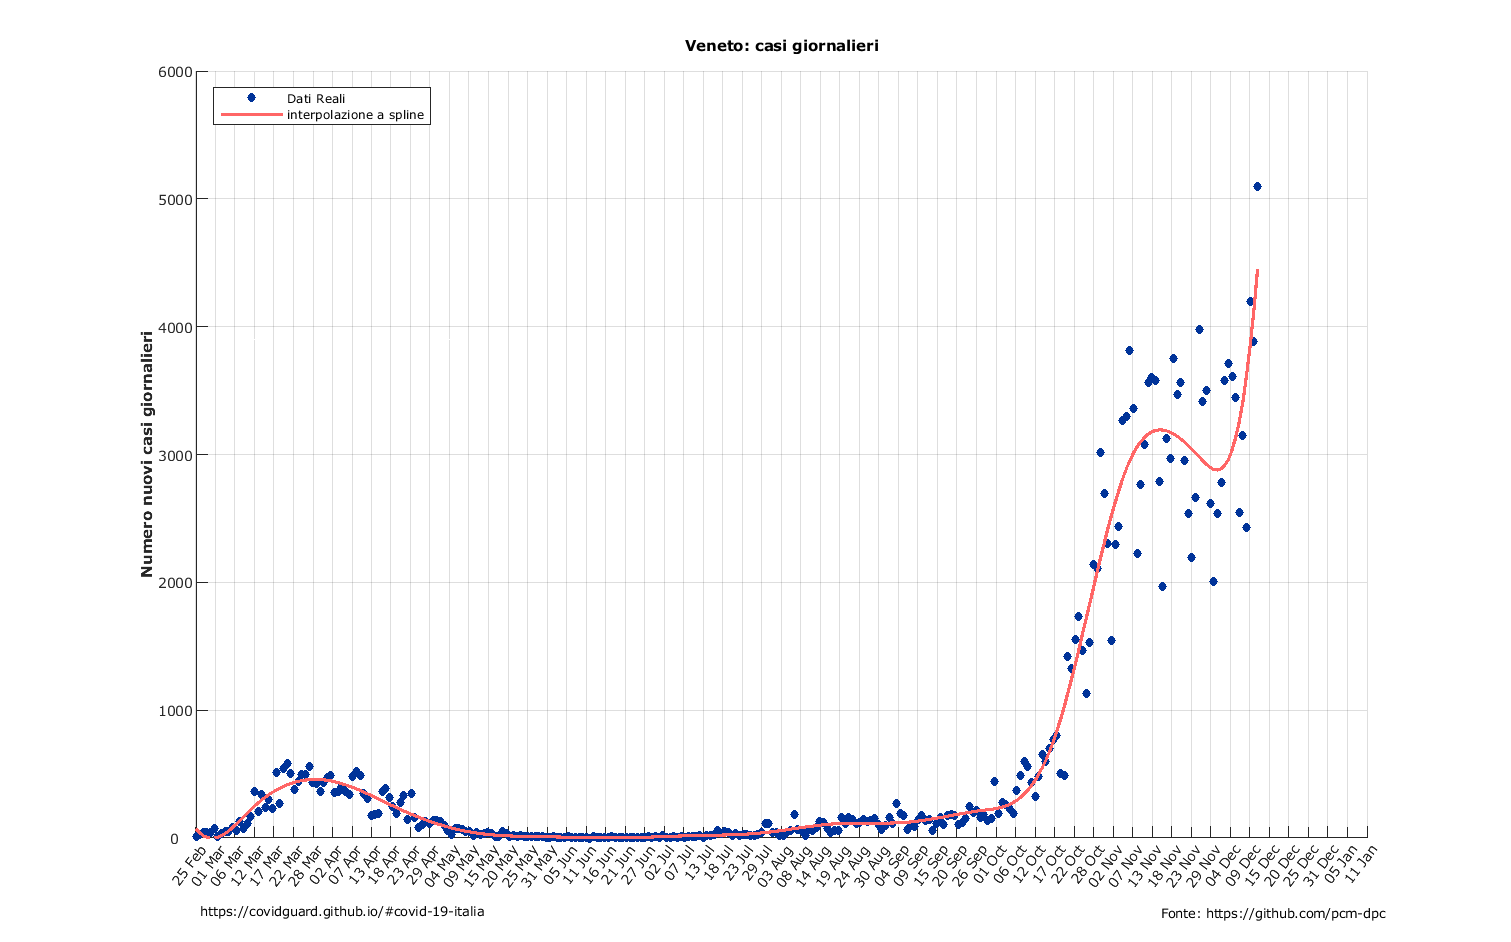 Veneto: casi giornalieri
Dati Reali
interpolazione a spline
Numero nuovi casi giornalieri
6000
5000
4000
3000
2000
1000
0
25 Feb
01 Mar
06 Mar
12 Mar
17 Mar
22 Mar
28 Mar
02 Apr
07 Apr
13 Apr
18 Apr
23 Apr
29 Apr
04 May
09 May
15 May
20 May
25 May
31 May
05 Jun
11 Jun
16 Jun
21 Jun
27 Jun
02 Jul
07 Jul
13 Jul
18 Jul
23 Jul
29 Jul
03 Aug
08 Aug
14 Aug
19 Aug
24 Aug
30 Aug
04 Sep
09 Sep
15 Sep
20 Sep
26 Oct
01 Oct
06 Oct
12 Oct
17 Oct
22 Oct
28 Oct
02 Nov
07 Nov
13 Nov
18 Nov
23 Nov
29 Dec
04 Dec
09 Dec
15 Dec
20 Dec
25 Dec
31 Dec
05 Jan
11 Jan
https://covidguard.github.io/#covid-19-italia
Fonte: https://github.com/pcm-dpc